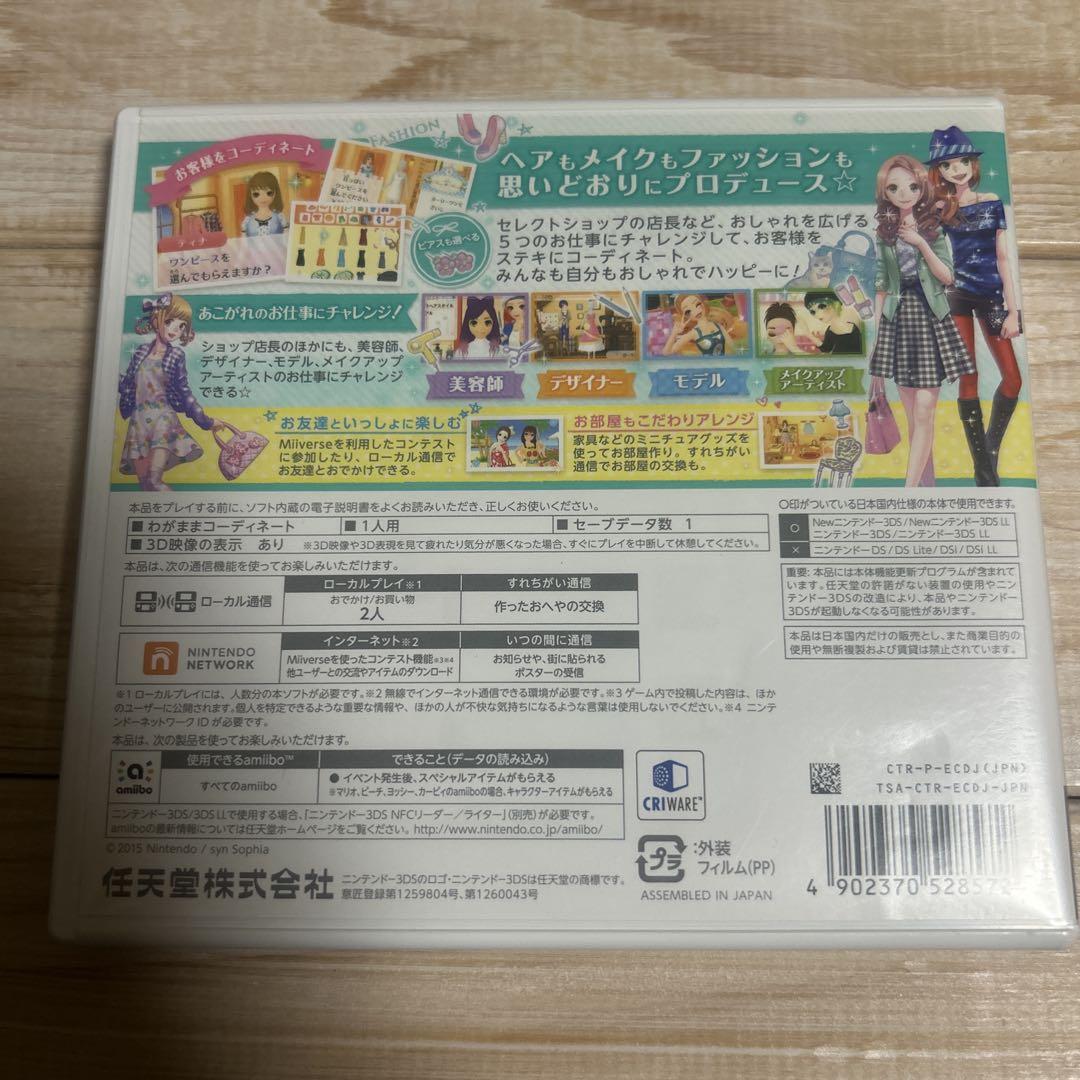 FASHION
お客様をコーディネート
ティナ
ワンピースを
選んでもらえますか?
ピアスも選べる
ヘアもメイクもファッションも
思いどおりにプロデュース☆
セレクトショップの店長など、おしゃれを広げる
5つのお仕事にチャレンジして、お客様を
ステキにコーディネート。
みんなも自分もおしゃれでハッピーに!
あこがれのお仕事にチャレンジ!
ショップ店長のほかにも、美容師、
デザイナー、モデル、メイクアップ
アーティストのお仕事にチャレンジ
できる☆
美容師
デザイナー
モデル
メイクアップ
アーティスト
お友達といっしょに楽しむ
Miiverseを利用したコンテスト
に参加したり、ローカル通信で
お友達とおでかけできる。
お部屋もこだわりアレンジ
家具などのミニチュアグッズを
使ってお部屋作り。すれちがい
通信でお部屋の交換も。
本品をプレイする前に、ソフト内蔵の電子説明書をよくお読みいただき、正しくお使いください。
■わがままコーディネート ■1人用 ■セーブデータ数 1
■3D映像の表示 あり ※3D映像や3D表現を見て疲れたり気分が悪くなった場合、すぐにプレイを中断して休憩してください。
〇印がついている日本国内仕様の本体で使用できます。
〇 Newニンテンドー3DS/Newニンテンドー3DS LL
ニンテンドー3DS/ニンテンドー3DS LL
× ニンテンドーDS/DS Lite/DSi/DSi LL
重要:本品には本体機能更新プログラムが含まれて
います。任天堂の許諾がない装置の使用やニン
テンドー3DSの改造により、本品やニンテンドー
3DSが起動しなくなる可能性があります。
本品は日本国内だけの販売とし、また商業目的の
使用や無断複製および賃貸は禁止されています。
本品は、次の通信機能を使ってお楽しみいただけます。
ローカル通信
ローカルプレイ※1
おでかけ/お買い物
2人
すれちがい通信
作ったおへやの交換
NINTENDO
NETWORK
インターネット※2
Miiverseを使ったコンテスト機能※3※4
他ユーザーとの交流やアイテムのダウンロード
いつの間に通信
お知らせや、街に貼られる
ポスターの受信
※1 ローカルプレイには、人数分の本ソフトが必要です。※2 無線でインターネット通信できる環境が必要です。※3 ゲーム内で投稿した内容は、ほか
のユーザーに公開されます。個人を特定できるような重要な情報や、ほかの人が不快な気持ちになるような言葉は使用しないでください。※4 ニンテ
ンドーネットワークIDが必要です。
本品は、次の製品を使ってお楽しみいただけます。
amiibo
使用できるamiibo™
すべてのamiibo
できること(データの読み込み)
●イベント発生後、スペシャルアイテムがもらえる
※マリオ、ピーチ、ヨッシー、カービィのamiiboの場合、キャラクターアイテムがもらえる
ニンテンドー3DS/3DS LLで使用する場合、「ニンテンドー3DS NFCリーダー/ライター」(別売)が必要です。
amiiboの最新情報については任天堂ホームページをご覧ください。http://www.nintendo.co.jp/amiibo/
CRIWARE™
CTR-P-ECDJ(JPN)
TSA-CTR-ECDJ-JPN
© 2015 Nintendo / syn Sophia
任天堂株式会社
ニンテンドー3DSのロゴ・ニンテンドー3DSは任天堂の商標です。
意匠登録第1259804号、第1260043号
プラ
:外装
フィルム(PP)
ASSEMBLED IN JAPAN
4 902370 528572